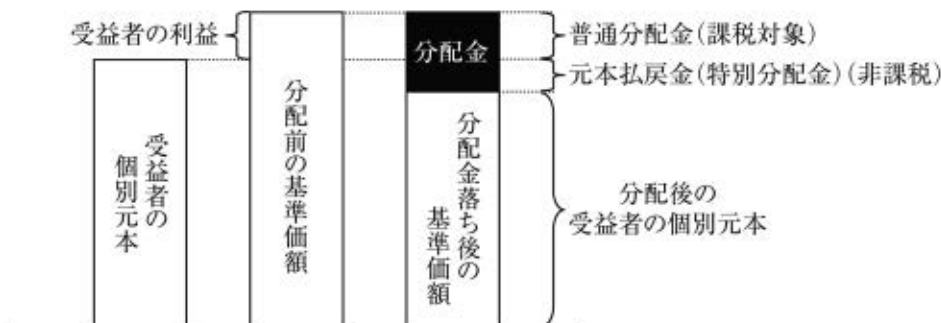 受益者の利益
受益者の
個別元本
分配前の基準価額
分配金
分配金落ち後の
基準価額
普通分配金(課税対象)
元本払戻金(特別分配金)(非課税)
分配後の
受益者の個別元本